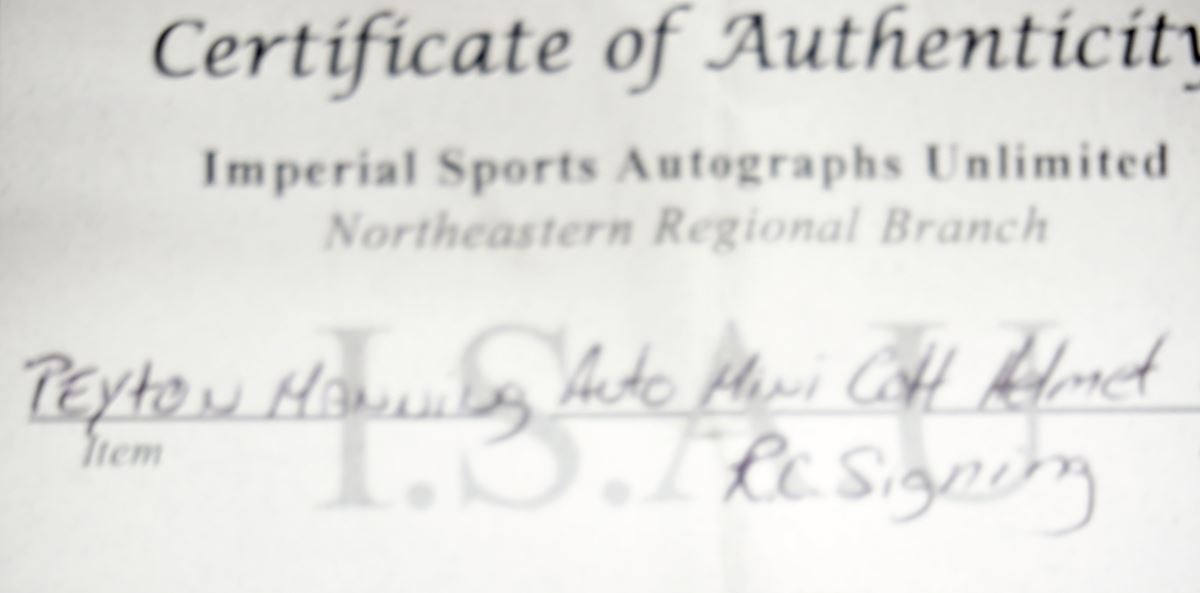 Certificate of Authenticity
Imperial Sports Autographs Unlimited
Northeastern Regional Branch
I.S.A.U
Peyton Manning Auto Mini Colt Helmet
Item
R.C. Signing